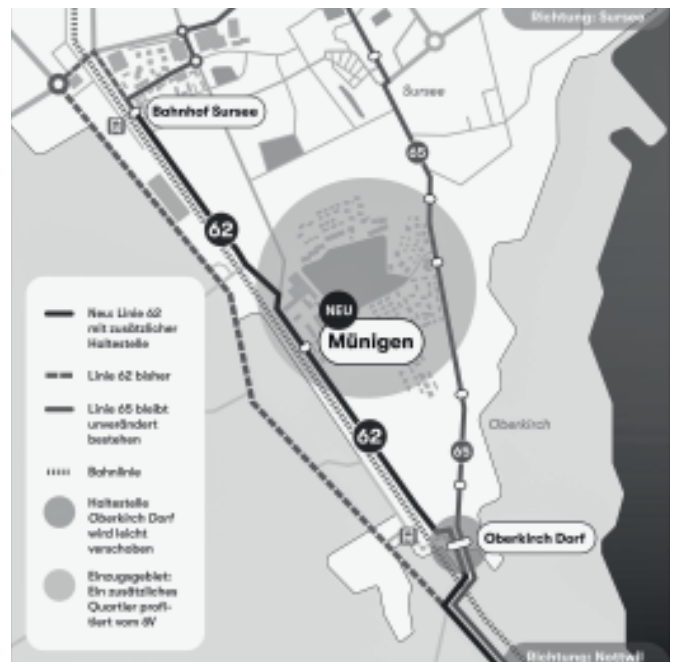 Richtung: Sursee
Bahnhof Sursee
Sursee
65
62
NEU
Münigen
Neue Linie 62
mit zusätzlicher
Haltestelle
Linie 62 bisher
Linie 65 bleibt
unverändert
bestehen
Bahnlinie
Haltestelle
Oberkirch Dorf
wird leicht
verschoben
Einzugsgebiet:
Ein zusätzliches
Quartier profi-
tiert vom öV
62
Oberkirch
65
Oberkirch Dorf
Richtung: Nottwil